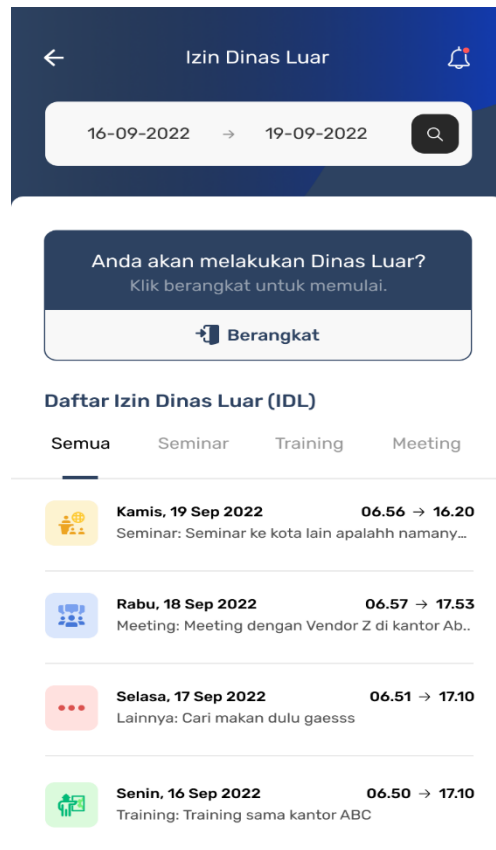 Izin Dinas Luar
16-09-2022 → 19-09-2022
Anda akan melakukan Dinas Luar?
Klik berangkat untuk memulai.
Berangkat
Daftar Izin Dinas Luar (IDL)
Semua Seminar Training Meeting
Kamis, 19 Sep 2022 06.56 → 16.20
Seminar: Seminar ke kota lain apalahh namany...
Rabu, 18 Sep 2022 06.57 → 17.53
Meeting: Meeting dengan Vendor Z di kantor Ab..
Selasa, 17 Sep 2022 06.51 → 17.10
Lainnya: Cari makan dulu gaesss
Senin, 16 Sep 2022 06.50 → 17.10
Training: Training sama kantor ABC